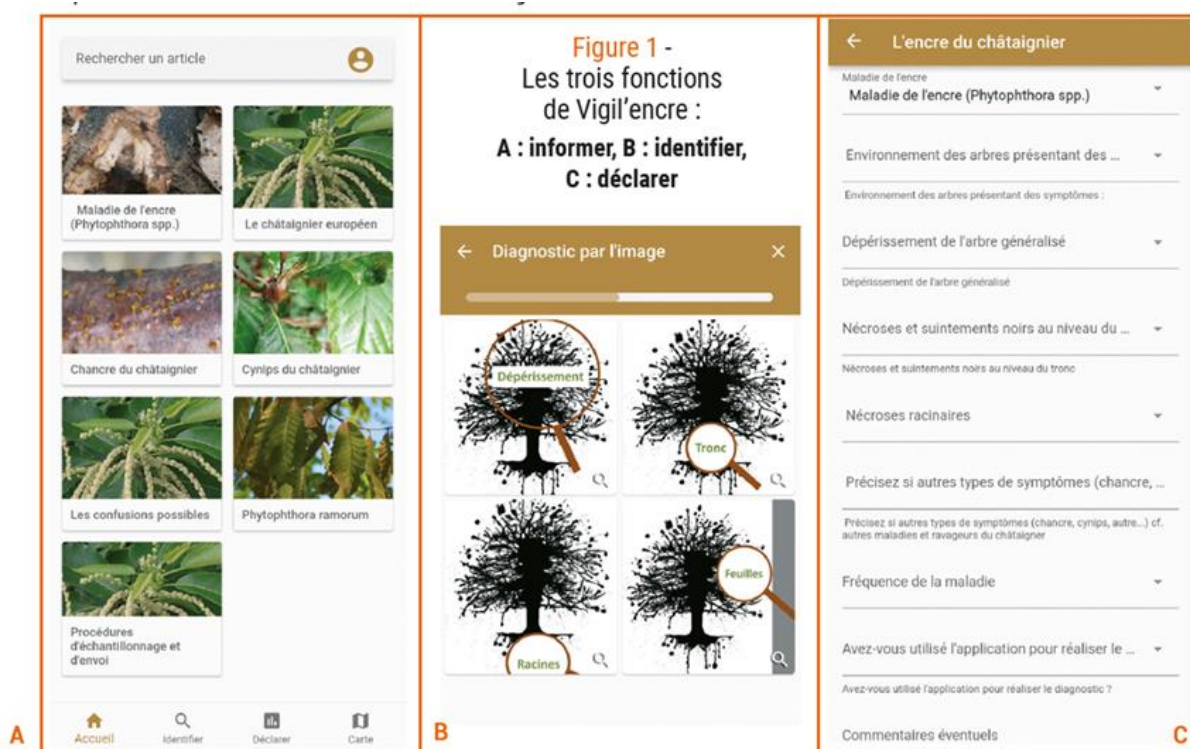 Rechercher un article
Maladie de l'encre
(Phytophthora spp.)
Le châtaignier européen
Chancre du châtaignier
Cynips du châtaignier
Les confusions possibles
Phytophthora ramorum
Procédures
d'échantillonnage et
d'envoi
Accueil
Identifier
Déclarer
Carte
A
Figure 1 -
Les trois fonctions
de Vigil'encre :
A : informer, B : identifier,
C : déclarer
Diagnostic par l'image
Dépérissement
Tronc
Racines
Feuilles
B
L'encre du châtaignier
Maladie de l'encre
Maladie de l'encre (Phytophthora spp.)
Environnement des arbres présentant des ...
Environnement des arbres présentant des symptômes :
Dépérissement de l'arbre généralisé
Dépérissement de l'arbre généralisé
Nécroses et suintements noirs au niveau du ...
Nécroses et suintements noirs au niveau du tronc
Nécroses racinaires
Précisez si autres types de symptômes (chancre, ...
Précisez si autres types de symptômes (chancre, cynips, autre...) cf.
autres maladies et ravageurs du châtaigner
Fréquence de la maladie
Avez-vous utilisé l'application pour réaliser le ...
Avez-vous utilisé l'application pour réaliser le diagnostic ?
Commentaires éventuels
C